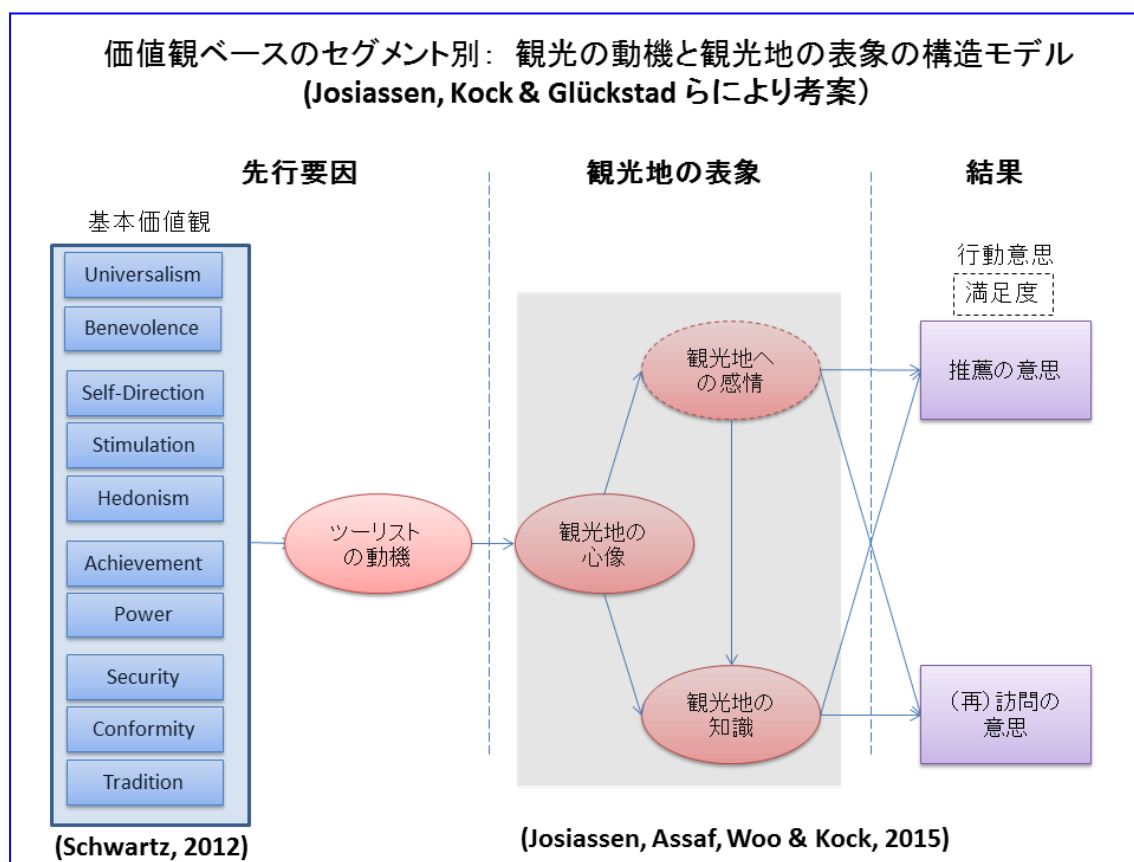 価値観ベースのセグメント別： 観光の動機と観光地の表象の構造モデル
(Josiassen, Kock & Glückstad らにより考案）
先行要因
観光地の表象
結果
基本価値観
Universalism
Benevolence
Self-Direction
Stimulation
Hedonism
Achievement
Power
Security
Conformity
Tradition
(Schwartz, 2012)
ツーリスト
の動機
観光地の
心像
観光地へ
の感情
観光地の
知識
(Josiassen, Assaf, Woo & Kock, 2015)
行動意思
満足度
推薦の意思
（再）訪問の
意思